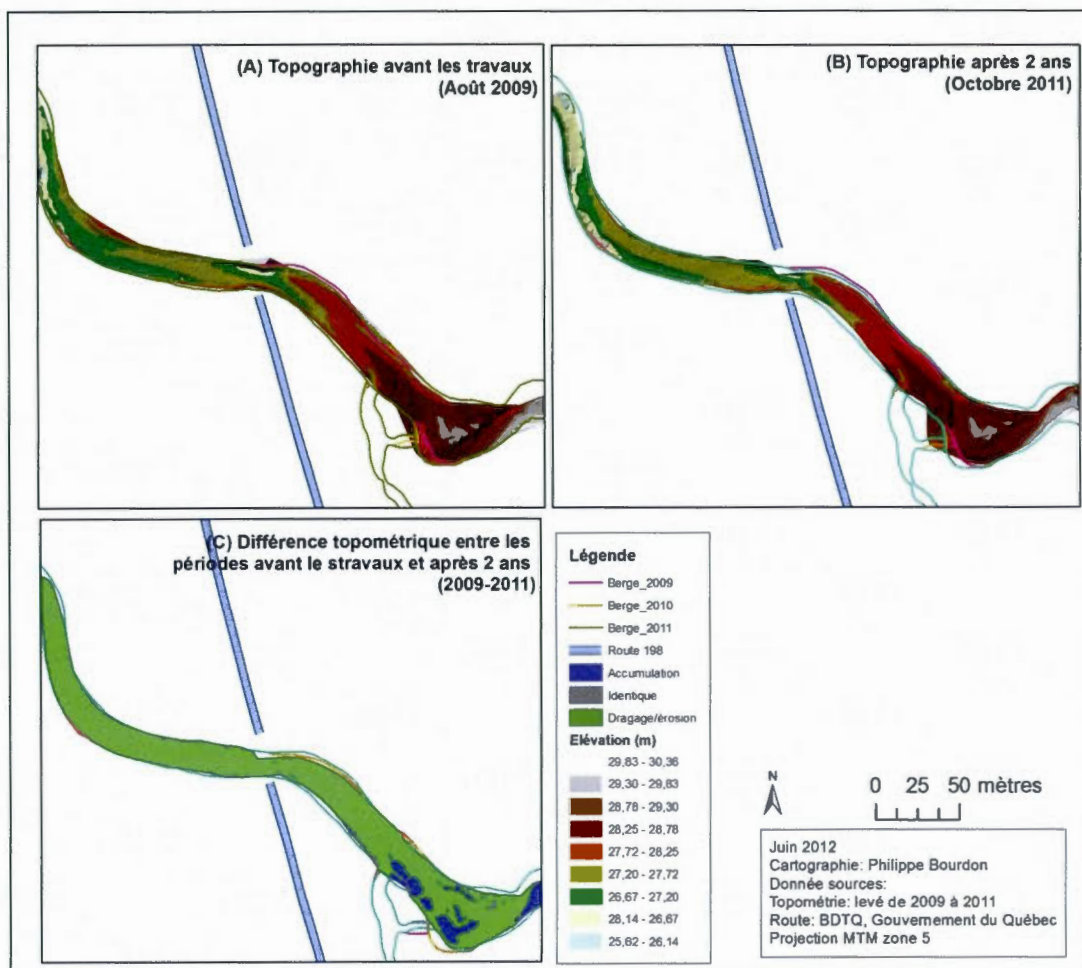 (A) Topographie avant les travaux
(Août 2009)
(B) Topographie après 2 ans
(Octobre 2011)
(C) Différence topométrique entre les
périodes avant le stravaux et après 2 ans
(2009-2011)
Légende
Berge_2009
Berge_2010
Berge_2011
Route 198
Accumulation
Identique
Dragage/érosion
Elévation (m)
29,83 - 30,36
29,30 - 29,83
28,78 - 29,30
28,25 - 28,78
27,72 - 28,25
27,20 - 27,72
26,67 - 27,20
28,14 - 26,67
25,62 - 26,14
N
0 25 50 mètres
Juin 2012
Cartographie: Philippe Bourdon
Donnée sources:
Topométrie: levé de 2009 à 2011
Route: BDTQ, Gouvernement du Québec
Projection MTM zone 5